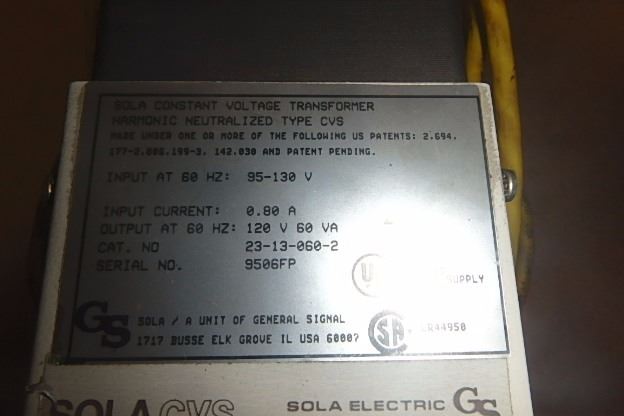 SOLA CONSTANT VOLTAGE TRANSFORMER
HARMONIC NEUTRALIZED TYPE CVS
MADE UNDER ONE OR MORE OF THE FOLLOWING US PATENTS: 2.694.
177-2.806.199-3. 142.030 AND PATENT PENDING.
INPUT AT 60 HZ: 95-130 V
INPUT CURRENT: 0.80 A
OUTPUT AT 60 HZ: 120 V 60 VA
CAT. NO 23-13-060-2
SERIAL NO. 9506FP
SUPPLY
GS SOLA / A UNIT OF GENERAL SIGNAL
1717 BUSSE ELK GROVE IL USA 60007
SA LR44950
SOLA CVS SOLA ELECTRIC GS